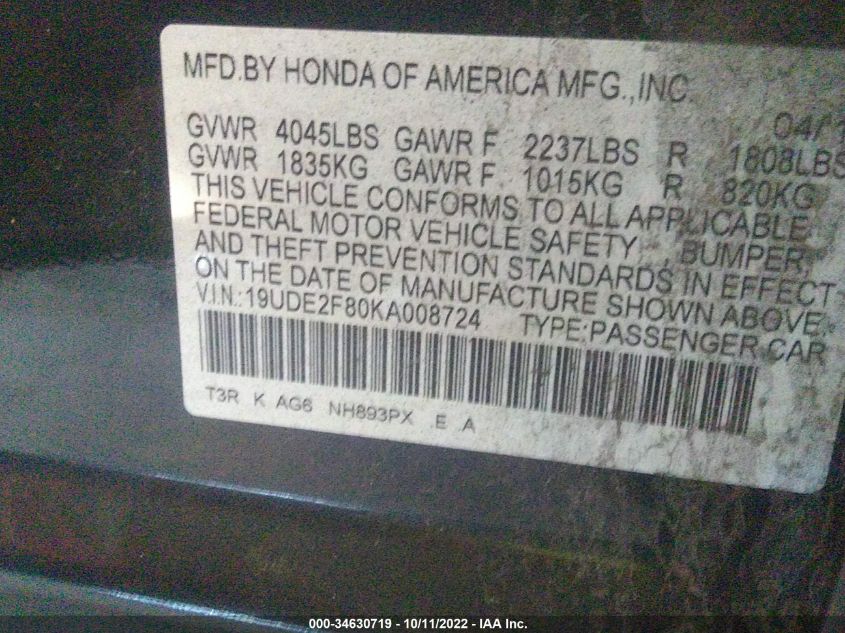 MFD.BY HONDA OF AMERICA MFG.,INC.
04/1
GVWR 4045LBS GAWR F 2237LBS R 1808LBS
GVWR 1835KG GAWR F 1015KG R 820KG
THIS VEHICLE CONFORMS TO ALL APPLICABLE
FEDERAL MOTOR VEHICLE SAFETY , BUMPER,
AND THEFT PREVENTION STANDARDS IN EFFECT
ON THE DATE OF MANUFACTURE SHOWN ABOVE.
V.I.N.:19UDE2F80KA008724 TYPE:PASSENGER CAR
T3R K AG6 NH893PX E A
000-34630719 - 10/11/2022 - IAA Inc.